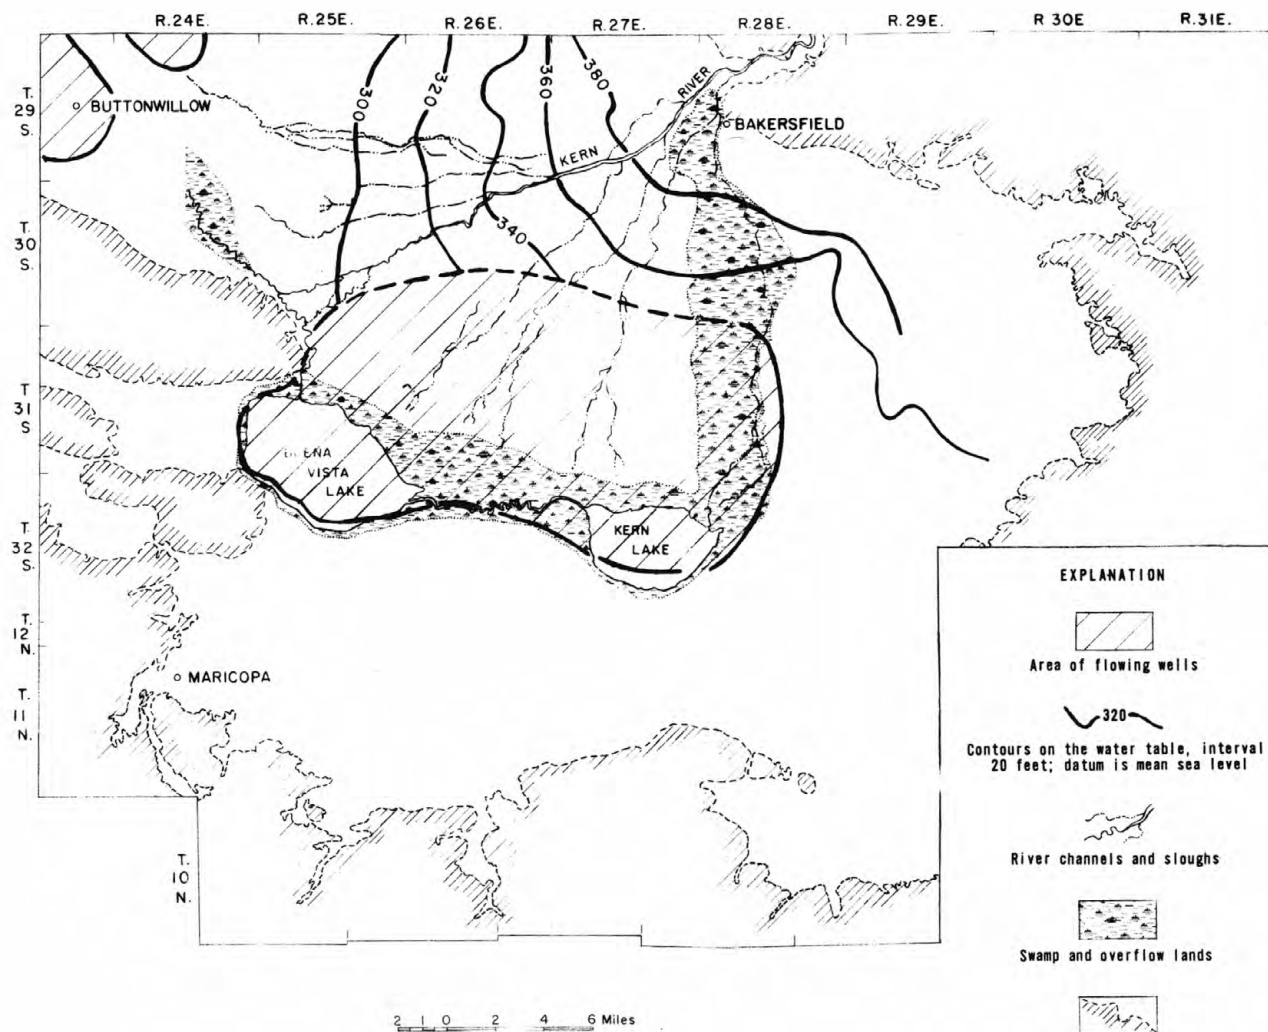 R.24E. R.25E. R.26E. R.27E. R.28E. R.29E. R 30E R.31E.
T.
29
S.
BUTTONWILLOW
300
320
360
380
RIVER
KERN
BAKERSFIELD
T.
30
S.
340
T
31
S
VISTA
LAKE
KERN
LAKE
T.
32
S.
T.
12
N.
T.
11
N.
MARICOPA
T.
10
N.
EXPLANATION
Area of flowing wells
320
Contours on the water table, interval
20 feet; datum is mean sea level
River channels and sloughs
Swamp and overflow lands
2 1 0 2 4 6 Miles